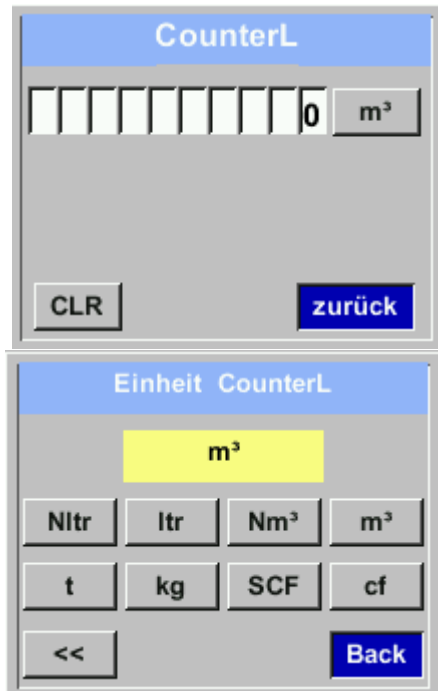 CounterL
0 m³
CLR zurück
Einheit CounterL
m³
Nltr ltr Nm³ m³
t kg SCF cf
<< Back